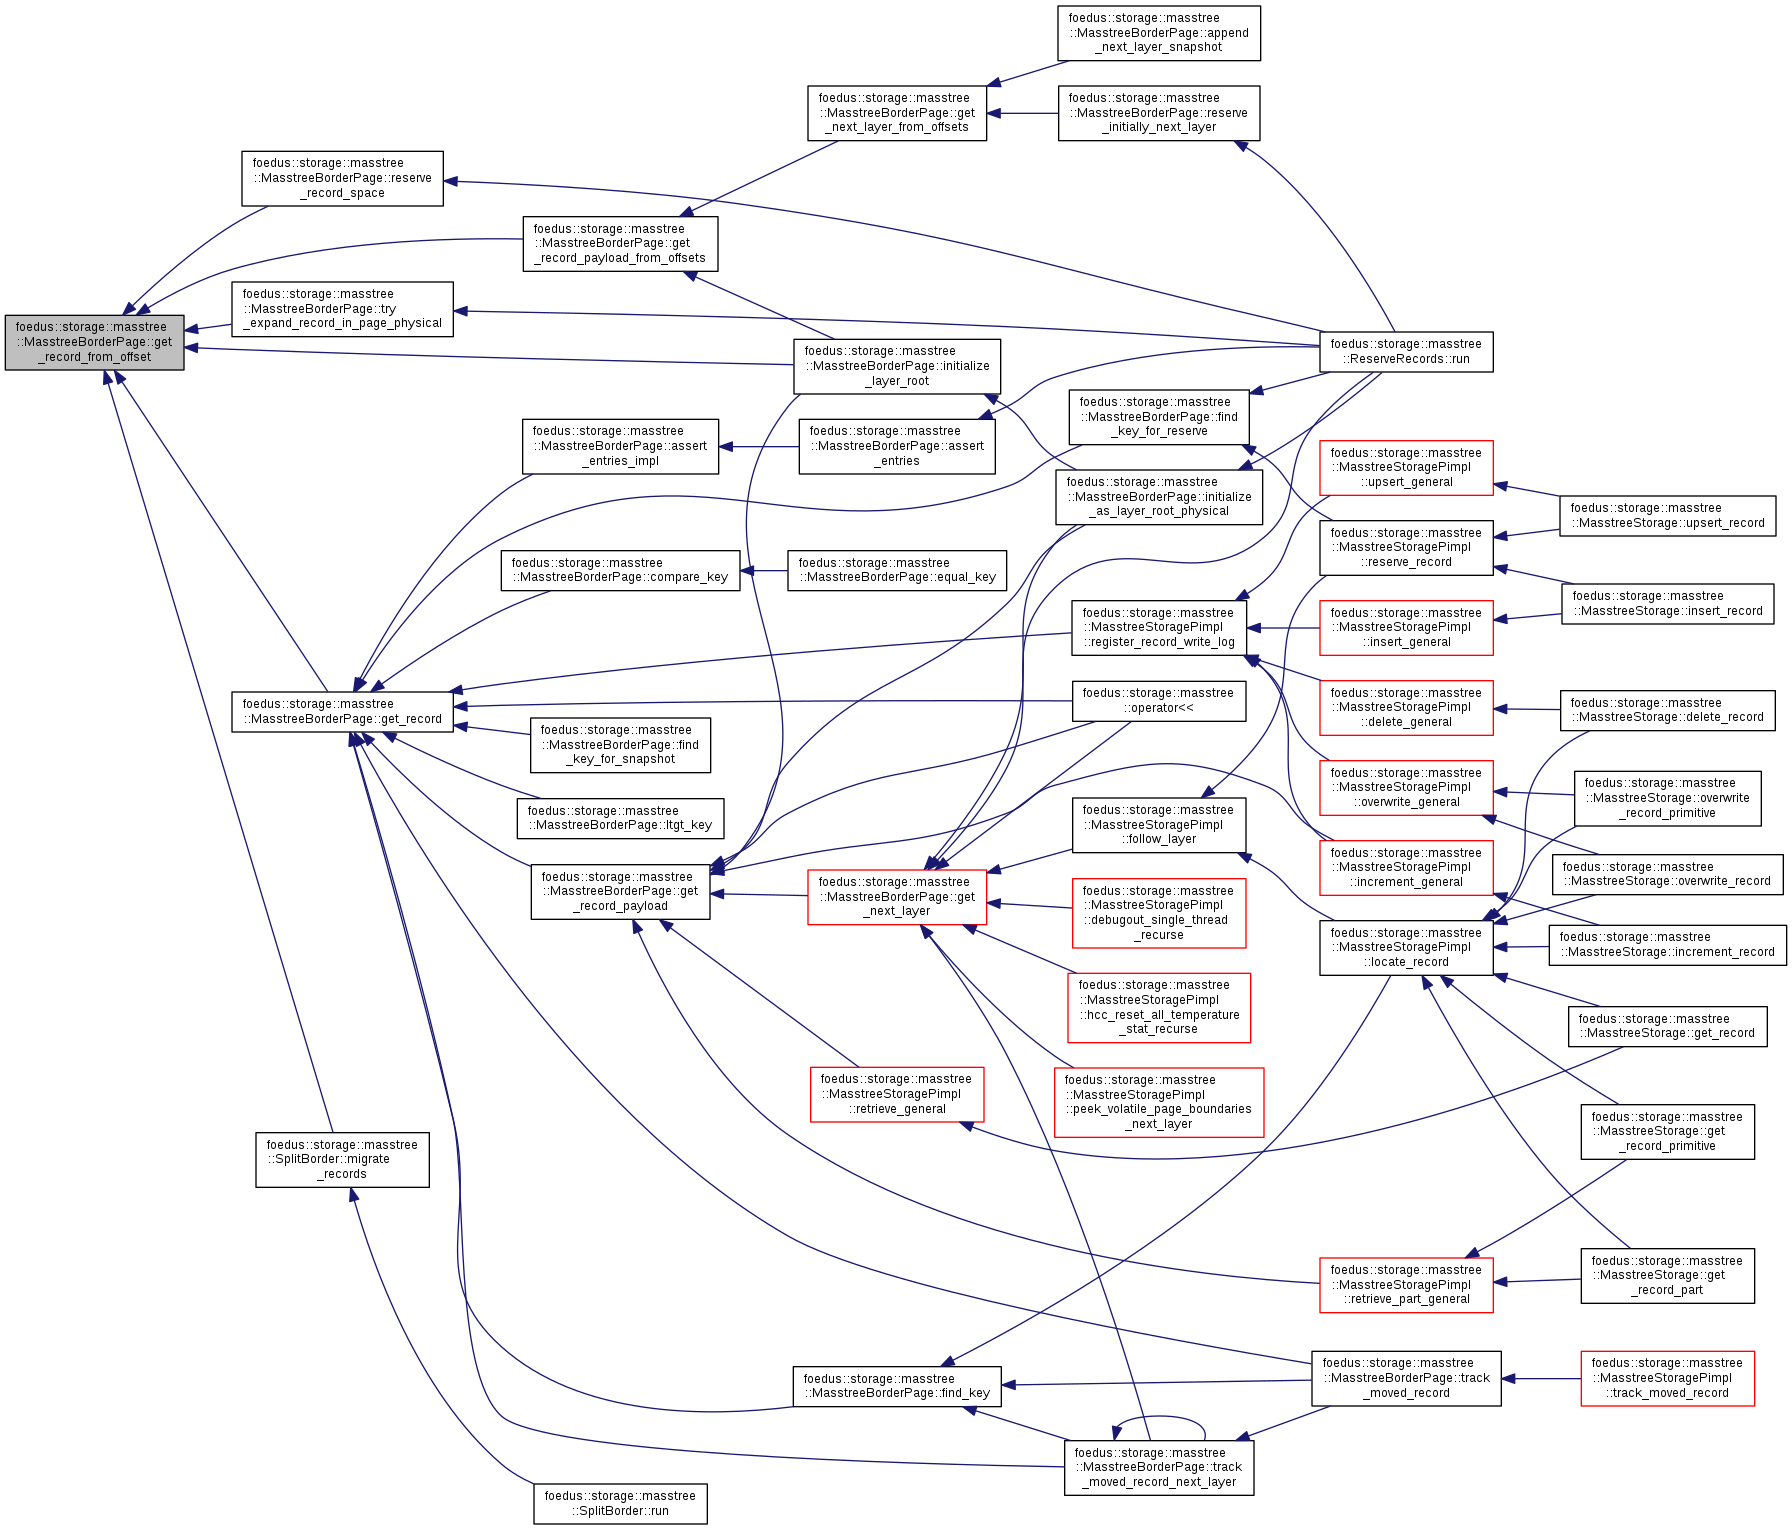 foedus::storage::masstree
::MasstreeBorderPage::get
_record_from_offset
foedus::storage::masstree
::MasstreeBorderPage::reserve
_record_space
foedus::storage::masstree
::MasstreeBorderPage::try
_expand_record_in_page_physical
foedus::storage::masstree
::MasstreeBorderPage::get_record
foedus::storage::masstree
::SplitBorder::migrate
_records
foedus::storage::masstree
::MasstreeBorderPage::get
_record_payload_from_offsets
foedus::storage::masstree
::MasstreeBorderPage::assert
_entries_impl
foedus::storage::masstree
::MasstreeBorderPage::compare_key
foedus::storage::masstree
::MasstreeBorderPage::find
_key_for_snapshot
foedus::storage::masstree
::MasstreeBorderPage::ltgt_key
foedus::storage::masstree
::MasstreeBorderPage::get
_record_payload
foedus::storage::masstree
::SplitBorder::run
foedus::storage::masstree
::MasstreeBorderPage::get
_next_layer_from_offsets
foedus::storage::masstree
::MasstreeBorderPage::initialize
_layer_root
foedus::storage::masstree
::MasstreeBorderPage::assert
_entries
foedus::storage::masstree
::MasstreeBorderPage::equal_key
foedus::storage::masstree
::MasstreeBorderPage::get
_next_layer
foedus::storage::masstree
::MasstreeStoragePimpl
::retrieve_general
foedus::storage::masstree
::MasstreeBorderPage::find_key
foedus::storage::masstree
::MasstreeBorderPage::append
_next_layer_snapshot
foedus::storage::masstree
::MasstreeBorderPage::reserve
_initially_next_layer
foedus::storage::masstree
::MasstreeBorderPage::find
_key_for_reserve
foedus::storage::masstree
::MasstreeBorderPage::initialize
_as_layer_root_physical
foedus::storage::masstree
::MasstreeStoragePimpl
::register_record_write_log
foedus::storage::masstree
::operator<<
foedus::storage::masstree
::MasstreeStoragePimpl
::follow_layer
foedus::storage::masstree
::MasstreeStoragePimpl
::debugout_single_thread
_recurse
foedus::storage::masstree
::MasstreeStoragePimpl
::hcc_reset_all_temperature
_stat_recurse
foedus::storage::masstree
::MasstreeStoragePimpl
::peek_volatile_page_boundaries
_next_layer
foedus::storage::masstree
::MasstreeBorderPage::track
_moved_record_next_layer
foedus::storage::masstree
::ReserveRecords::run
foedus::storage::masstree
::MasstreeStoragePimpl
::upsert_general
foedus::storage::masstree
::MasstreeStoragePimpl
::reserve_record
foedus::storage::masstree
::MasstreeStoragePimpl
::insert_general
foedus::storage::masstree
::MasstreeStoragePimpl
::delete_general
foedus::storage::masstree
::MasstreeStoragePimpl
::overwrite_general
foedus::storage::masstree
::MasstreeStoragePimpl
::increment_general
foedus::storage::masstree
::MasstreeStoragePimpl
::locate_record
foedus::storage::masstree
::MasstreeStoragePimpl
::retrieve_part_general
foedus::storage::masstree
::MasstreeBorderPage::track
_moved_record
foedus::storage::masstree
::MasstreeStorage::upsert_record
foedus::storage::masstree
::MasstreeStorage::insert_record
foedus::storage::masstree
::MasstreeStorage::delete_record
foedus::storage::masstree
::MasstreeStorage::overwrite
_record_primitive
foedus::storage::masstree
::MasstreeStorage::overwrite_record
foedus::storage::masstree
::MasstreeStorage::increment_record
foedus::storage::masstree
::MasstreeStorage::get_record
foedus::storage::masstree
::MasstreeStorage::get
_record_primitive
foedus::storage::masstree
::MasstreeStorage::get
_record_part
foedus::storage::masstree
::MasstreeStoragePimpl
::track_moved_record